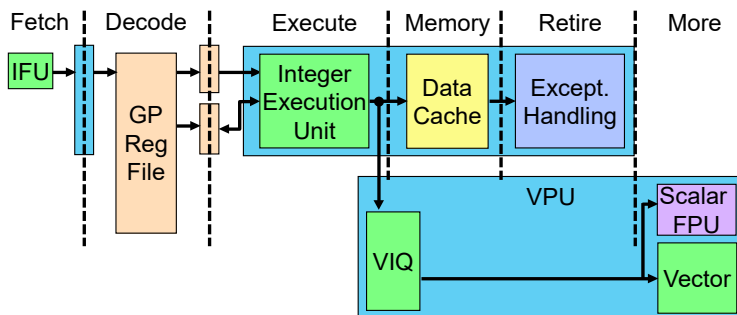 Fetch Decode Execute Memory Retire More
IFU
GP
Reg
File
Integer
Execution
Unit
Data
Cache
Except.
Handling
VPU
VIQ
Scalar
FPU
Vector